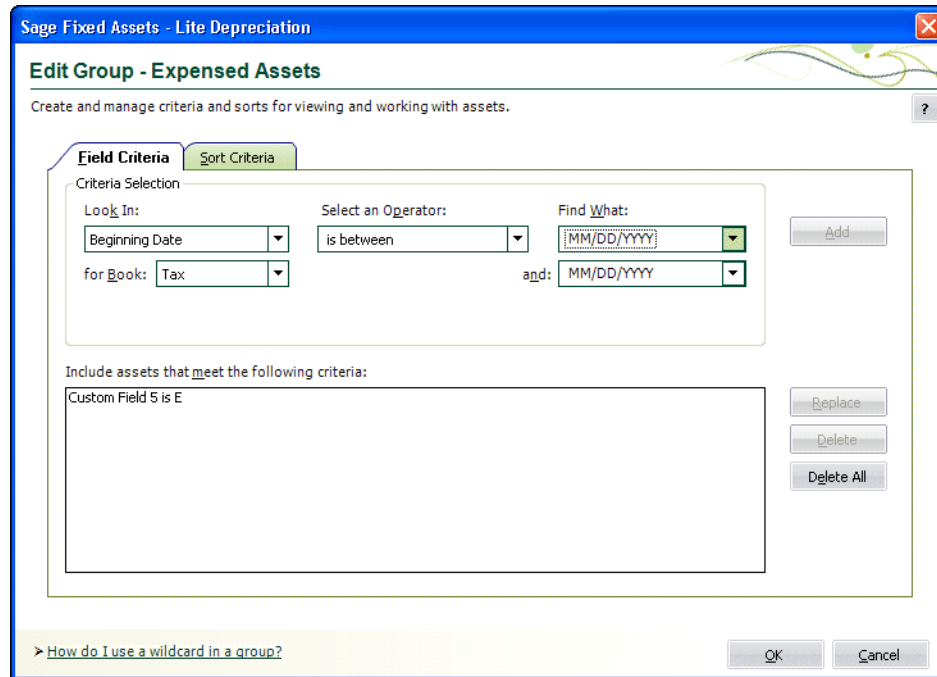 Sage Fixed Assets - Lite Depreciation
Edit Group - Expensed Assets
Create and manage criteria and sorts for viewing and working with assets.
?
Field Criteria
Sort Criteria
Criteria Selection
Look In:
Select an Operator:
Find What:
Beginning Date
is between
MM/DD/YYYY
Add
for Book:
Tax
and:
MM/DD/YYYY
Include assets that meet the following criteria:
Custom Field 5 is E
Replace
Delete
Delete All
How do I use a wildcard in a group?
OK
Cancel